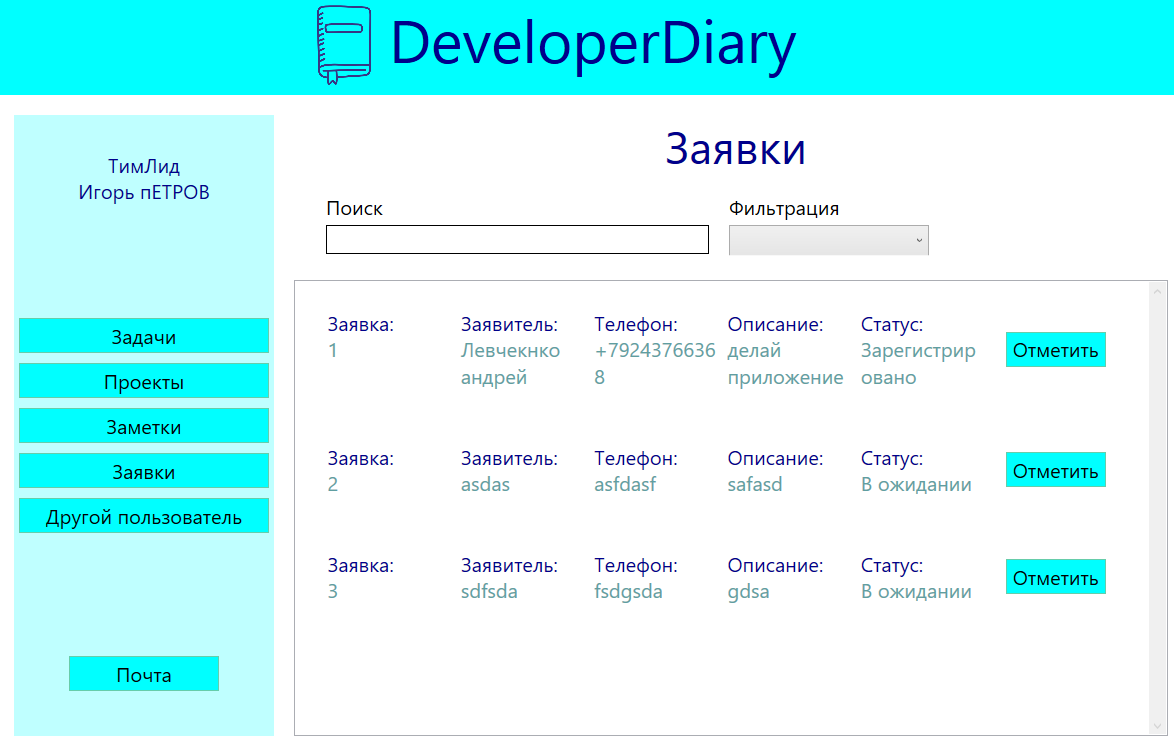 DeveloperDiary
ТимЛид
Игорь пЕТРОВ
Задачи
Проекты
Заметки
Заявки
Другой пользователь
Почта
Заявки
Поиск
Фильтрация
Заявка: Заявитель: Телефон: Описание: Статус:
1 Левчекнко +7924376636 делай Зарегистрир Отметить
андрей 8 приложение овано
Заявка: Заявитель: Телефон: Описание: Статус:
2 asdas asfdasf safasd В ожидании Отметить
Заявка: Заявитель: Телефон: Описание: Статус:
3 sdfsda fsdgsda gdsa В ожидании Отметить